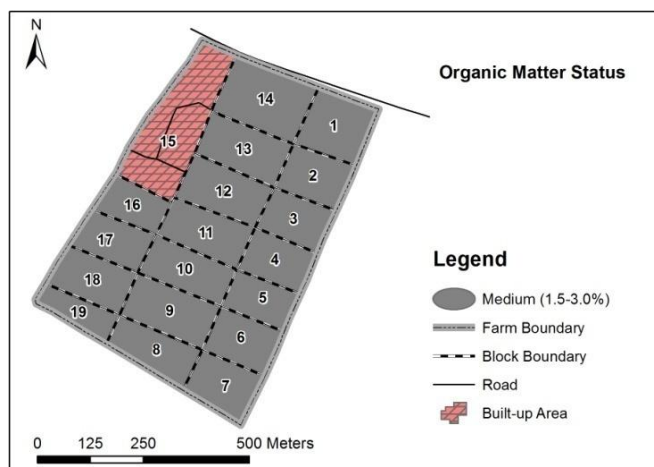 N
Organic Matter Status
14
1
15
13
2
12
3
16
11
4
17
10
5
18
9
6
19
8
7
Legend
Medium (1.5-3.0%)
Farm Boundary
Block Boundary
Road
Built-up Area
0 125 250 500 Meters